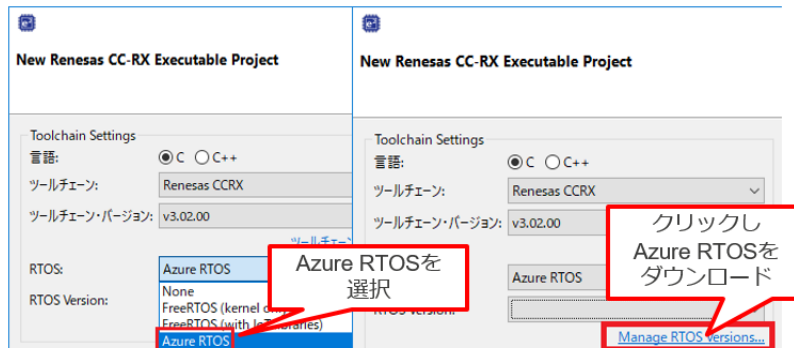 New Renesas CC-RX Executable Project
Toolchain Settings
言語:
C
C++
ツールチェーン:
Renesas CCRX
ツールチェーン・バージョン:
v3.02.00
RTOS:
Azure RTOS
RTOS Version:
None
FreeRTOS (kernel
FreeRTOS (with
Azure RTOS
Azure RTOSを
選択
New Renesas CC-RX Executable Project
Toolchain Settings
言語:
C
C++
ツールチェーン:
Renesas CCRX
ツールチェーン・バージョン:
v3.02.00
Azure RTOS
Manage RTOS Versions...
クリックし
Azure RTOSを
ダウンロード